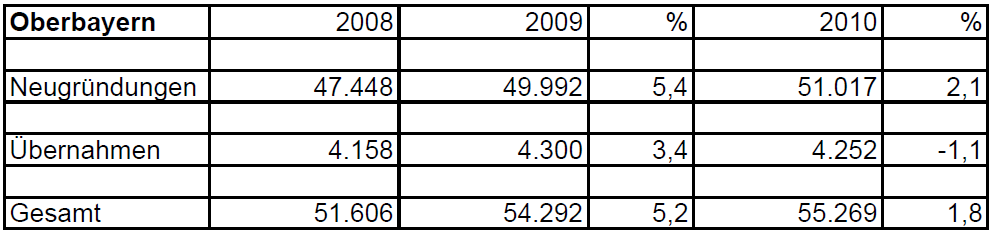 Oberbayern 2008 2009 % 2010 %
Neugründungen 47.448 49.992 5,4 51.017 2,1
Übernahmen 4.158 4.300 3,4 4.252 -1,1
Gesamt 51.606 54.292 5,2 55.269 1,8